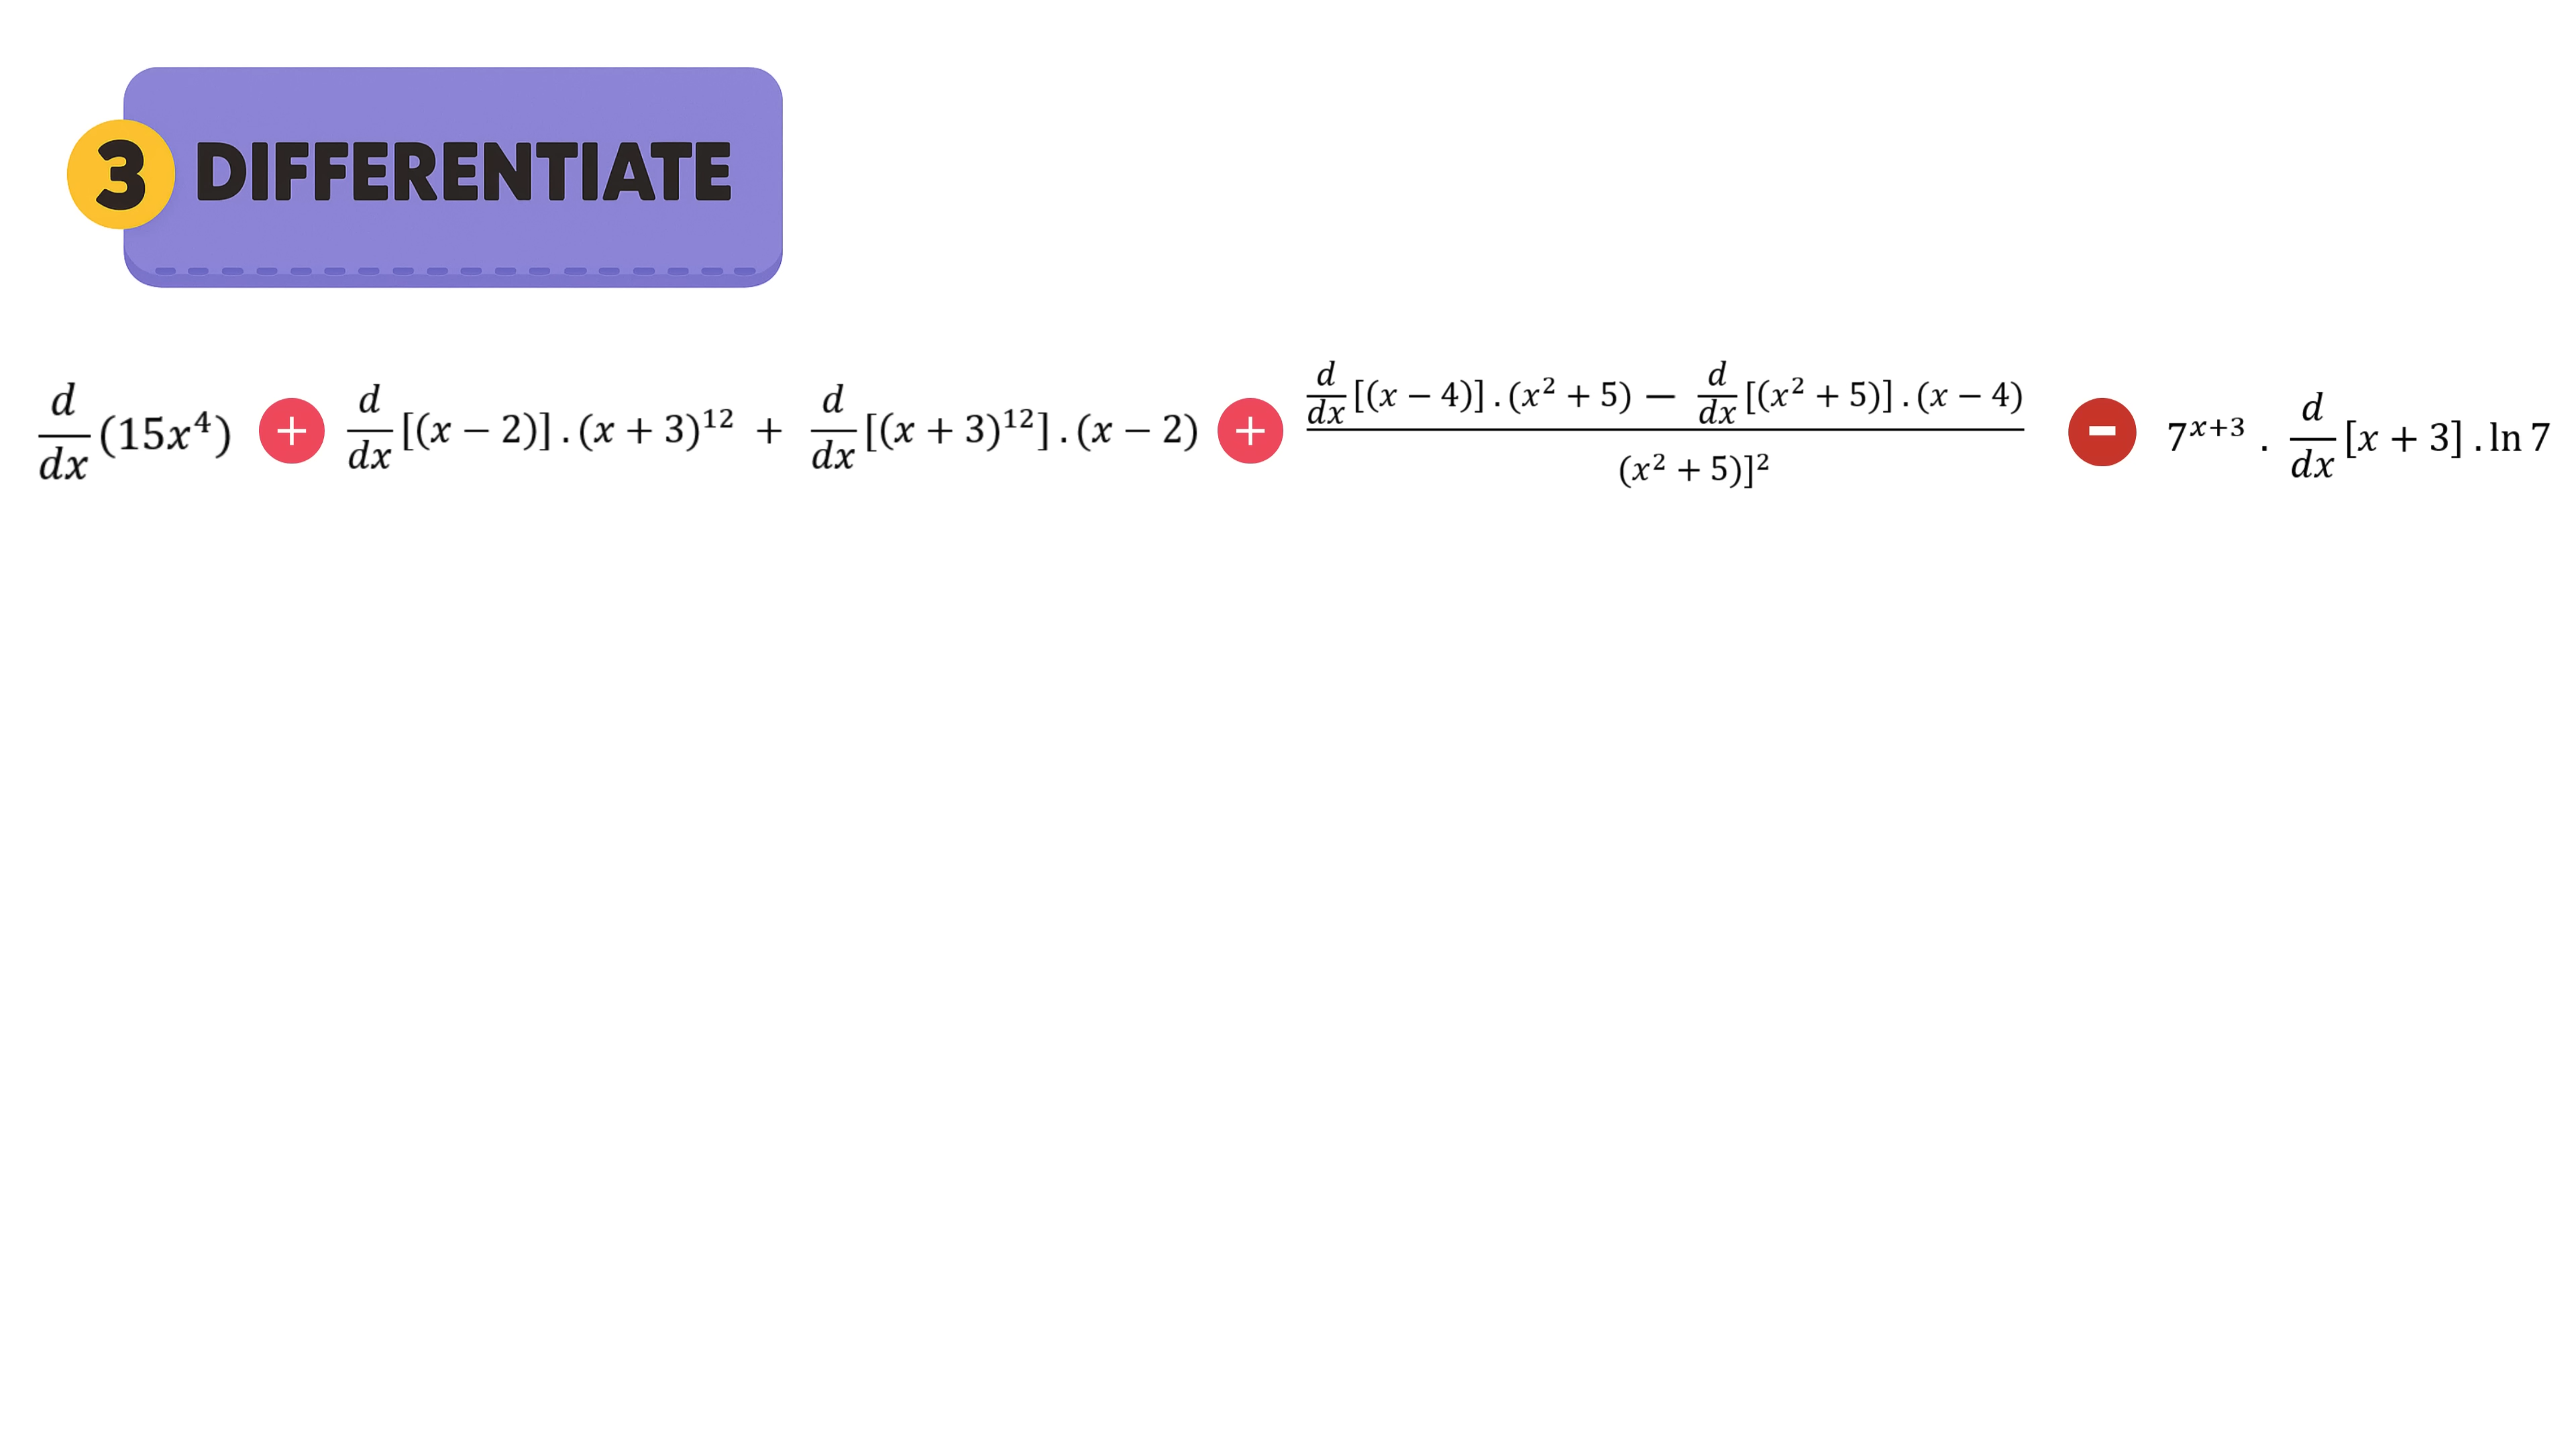 3 DIFFERENTIATE
d/dx (15x⁴) + d/dx [(x − 2)] . (x + 3)¹² + d/dx [(x + 3)¹²] . (x − 2) + (d/dx [(x − 4)] . (x² + 5) − d/dx [(x² + 5)] . (x − 4)) / (x² + 5)]² - 7ˣ⁺³ . d/dx [x + 3] . ln 7